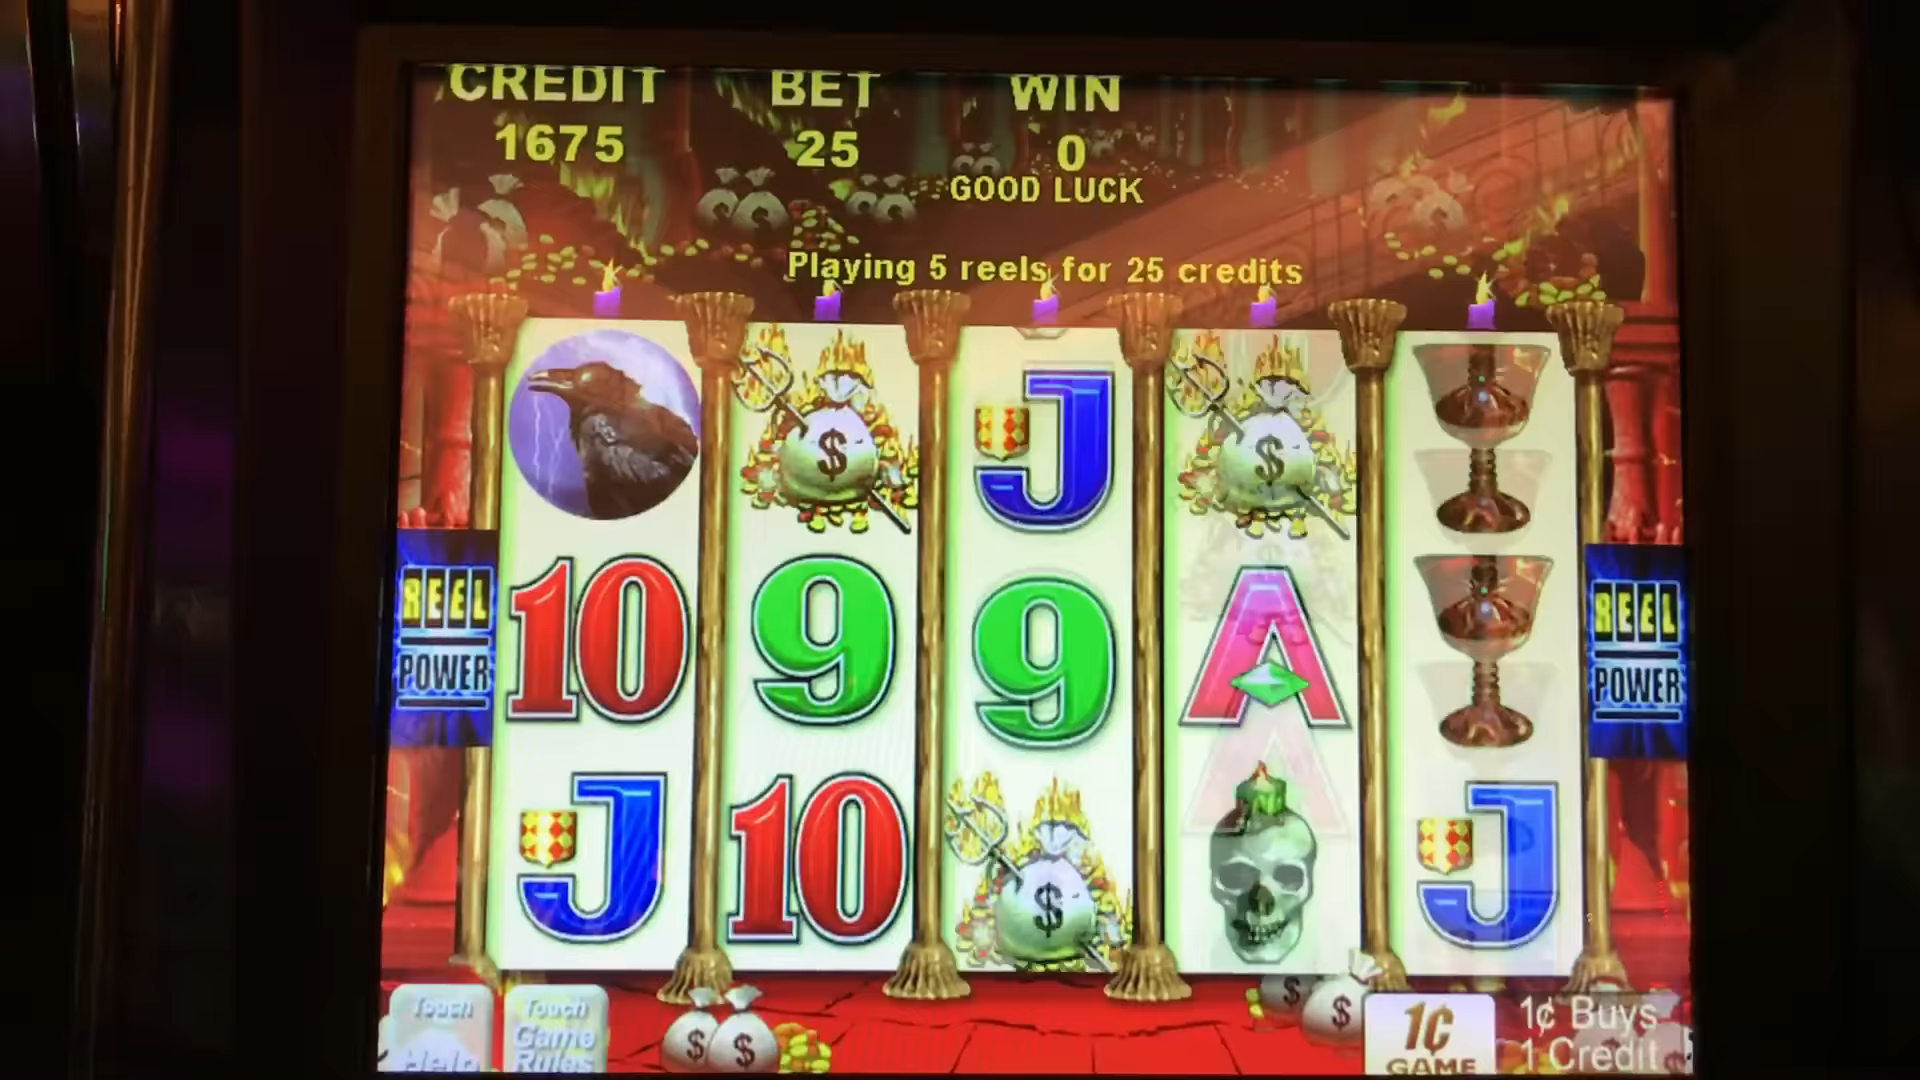 CREDIT BET WIN
1675 25 0
GOOD LUCK
Playing 5 reels for 25 credits
$ J $
REEL
POWER
10 9 9 A
REEL
POWER
J 10 $ J
Touch
Help
Touch
Game
Rules
$ $
$ $
1¢
GAME
1¢ Buys
1 Credit